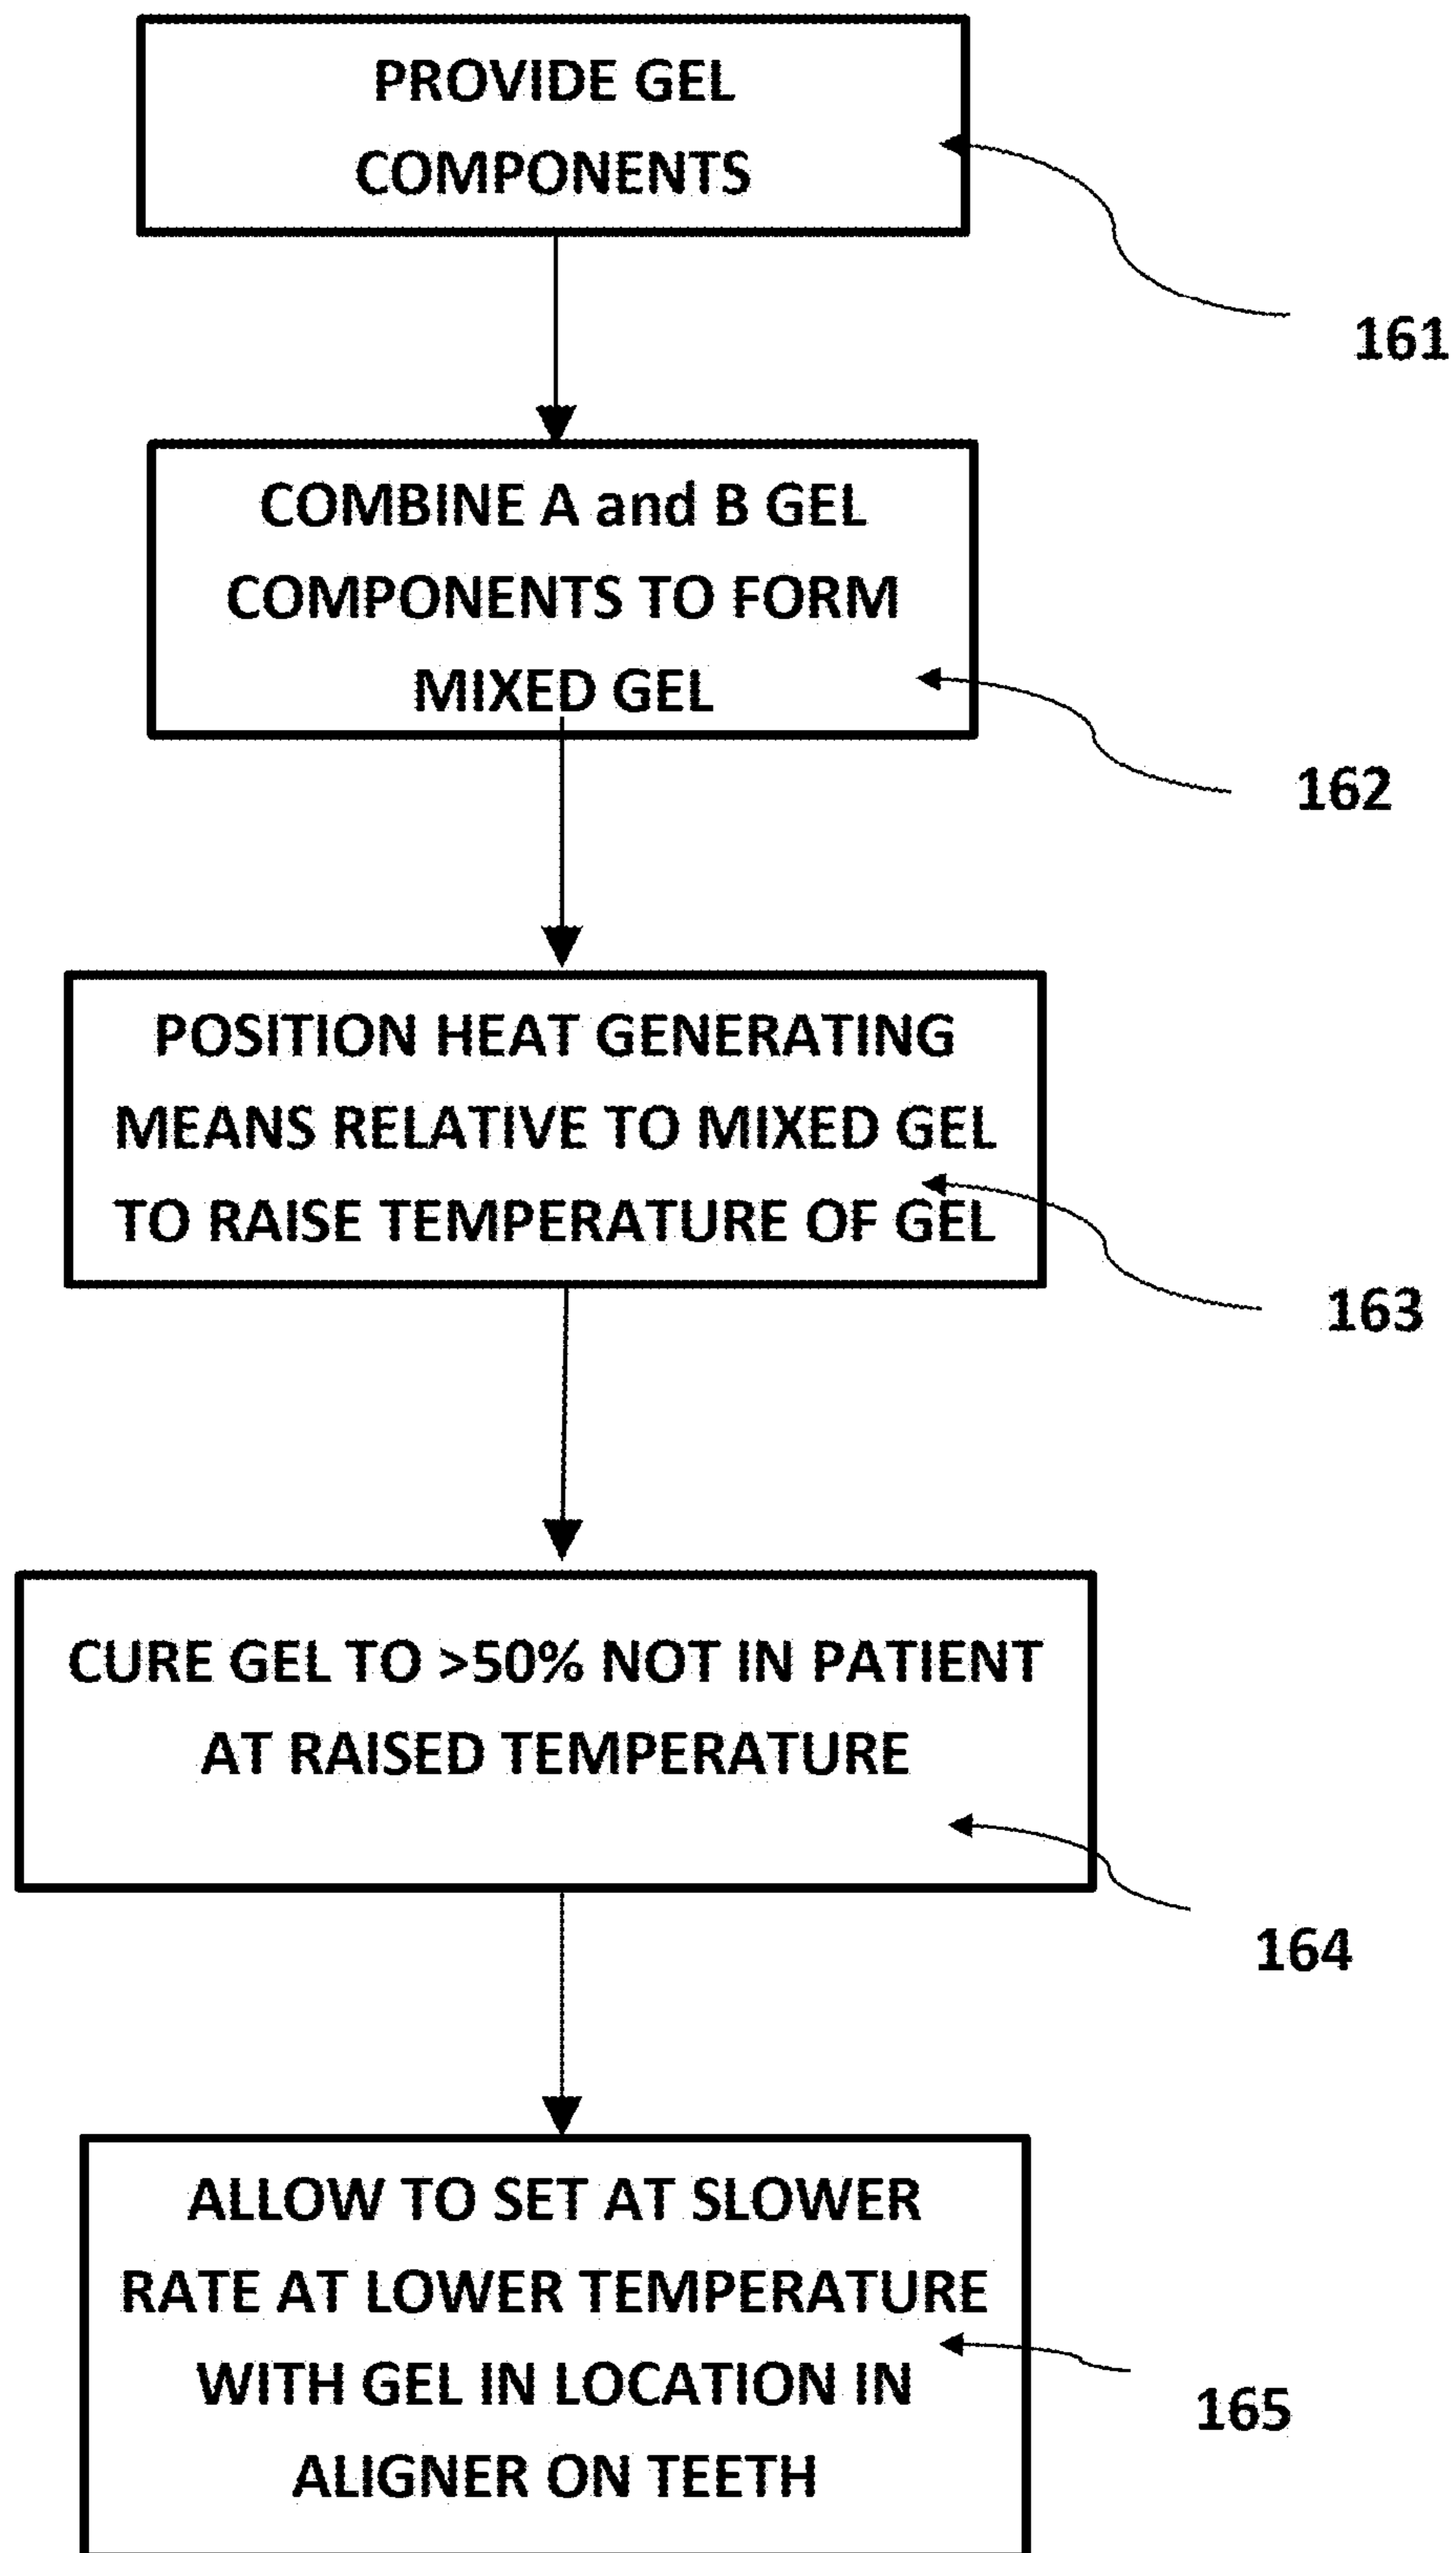 PROVIDE GEL
COMPONENTS
161
COMBINE A and B GEL
COMPONENTS TO FORM
MIXED GEL
162
POSITION HEAT GENERATING
MEANS RELATIVE TO MIXED GEL
TO RAISE TEMPERATURE OF GEL
163
CURE GEL TO >50% NOT IN PATIENT
AT RAISED TEMPERATURE
164
ALLOW TO SET AT SLOWER
RATE AT LOWER TEMPERATURE
WITH GEL IN LOCATION IN
ALIGNER ON TEETH
165